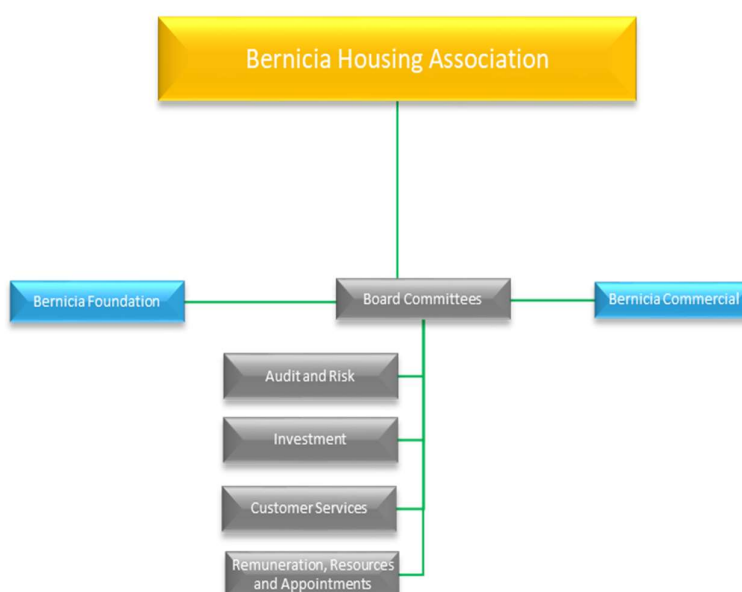 Bernicia Housing Association
Bernicia Foundation
Board Committees
Bernicia Commercial
Audit and Risk
Investment
Customer Services
Remuneration, Resources
and Appointments